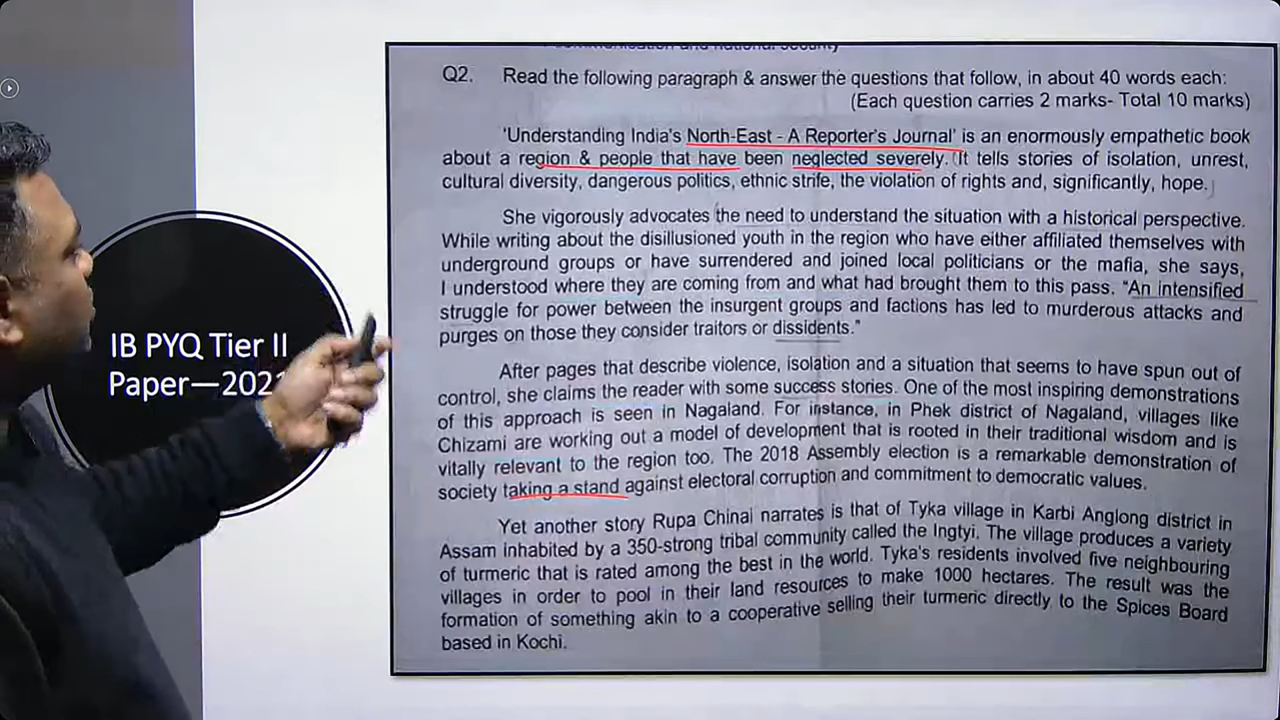 Q2. Read the following paragraph & answer the questions that follow, in about 40 words each:
(Each question carries 2 marks- Total 10 marks)
'Understanding India's North-East - A Reporter's Journal' is an enormously empathetic book
about a region & people that have been neglected severely. It tells stories of isolation, unrest,
cultural diversity, dangerous politics, ethnic strife, the violation of rights and, significantly, hope.
She vigorously advocates the need to understand the situation with a historical perspective.
While writing about the disillusioned youth in the region who have either affiliated themselves with
underground groups or have surrendered and joined local politicians or the mafia, she says,
I understood where they are coming from and what had brought them to this pass. "An intensified
struggle for power between the insurgent groups and factions has led to murderous attacks and
purges on those they consider traitors or dissidents."
After pages that describe violence, isolation and a situation that seems to have spun out of
control, she claims the reader with some success stories. One of the most inspiring demonstrations
of this approach is seen in Nagaland. For instance, in Phek district of Nagaland, villages like
Chizami are working out a model of development that is rooted in their traditional wisdom and is
vitally relevant to the region too. The 2018 Assembly election is a remarkable demonstration of
society taking a stand against electoral corruption and commitment to democratic values.
Yet another story Rupa Chinai narrates is that of Tyka village in Karbi Anglong district in
Assam inhabited by a 350-strong tribal community called the Ingtyi. The village produces a variety
of turmeric that is rated among the best in the world. Tyka's residents involved five neighbouring
villages in order to pool in their land resources to make 1000 hectares. The result was the
formation of something akin to a cooperative selling their turmeric directly to the Spices Board
based in Kochi.
IB PYQ Tier II
Paper—202